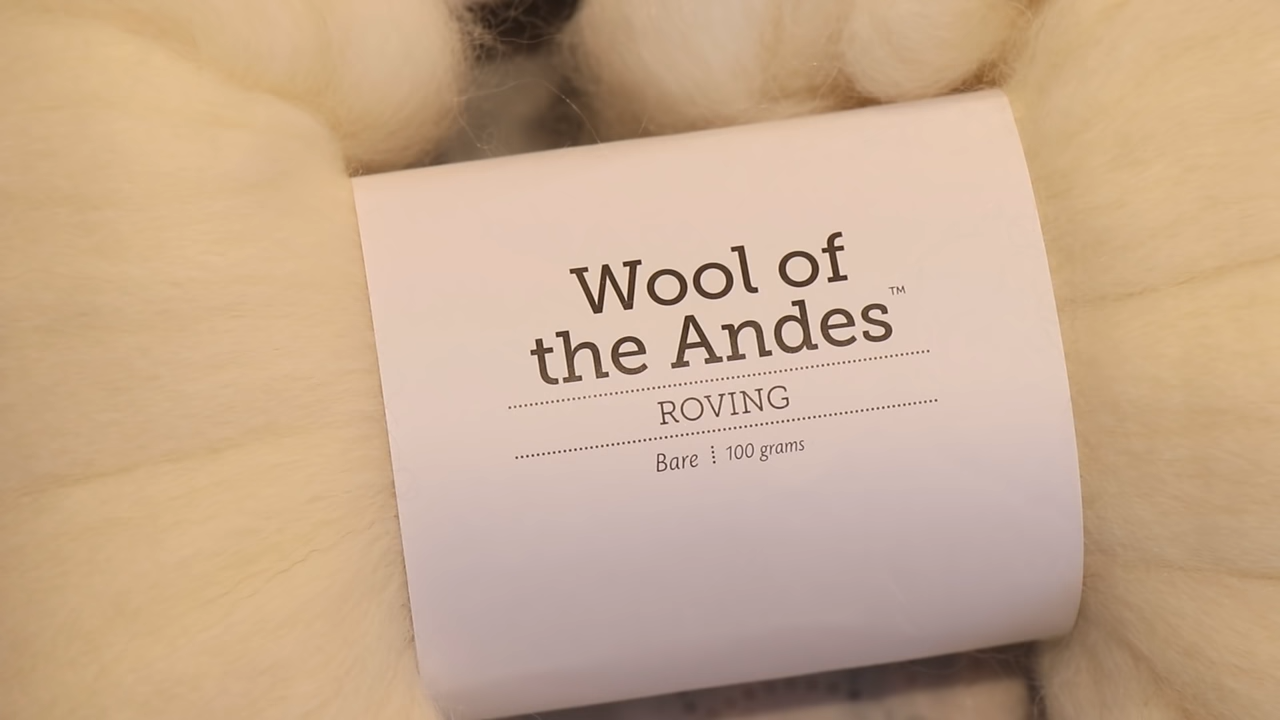 Wool of
the Andes™
ROVING
Bare ⁞ 100 grams